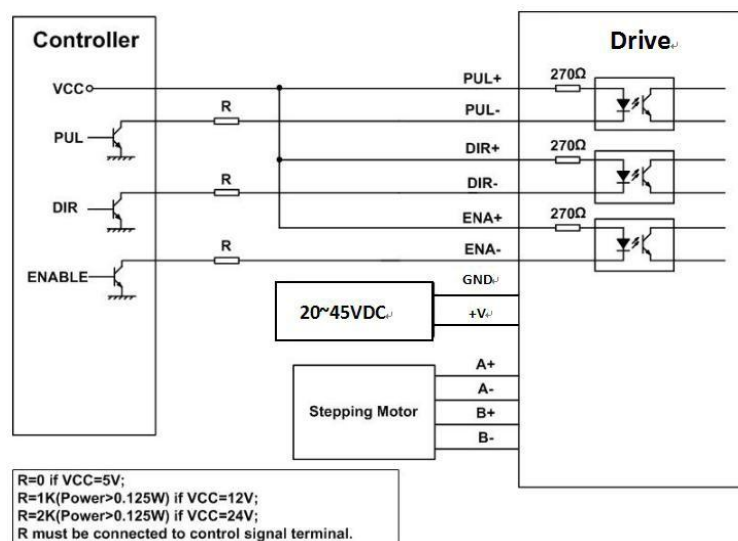 Controller
Drive
VCC
PUL+
270Ω
R
PUL-
PUL
DIR+
270Ω
R
DIR-
DIR
ENA+
270Ω
R
ENA-
ENABLE
GND
20~45VDC
+V
A+
A-
Stepping Motor
B+
B-
R=0 if VCC=5V;
R=1K(Power>0.125W) if VCC=12V;
R=2K(Power>0.125W) if VCC=24V;
R must be connected to control signal terminal.